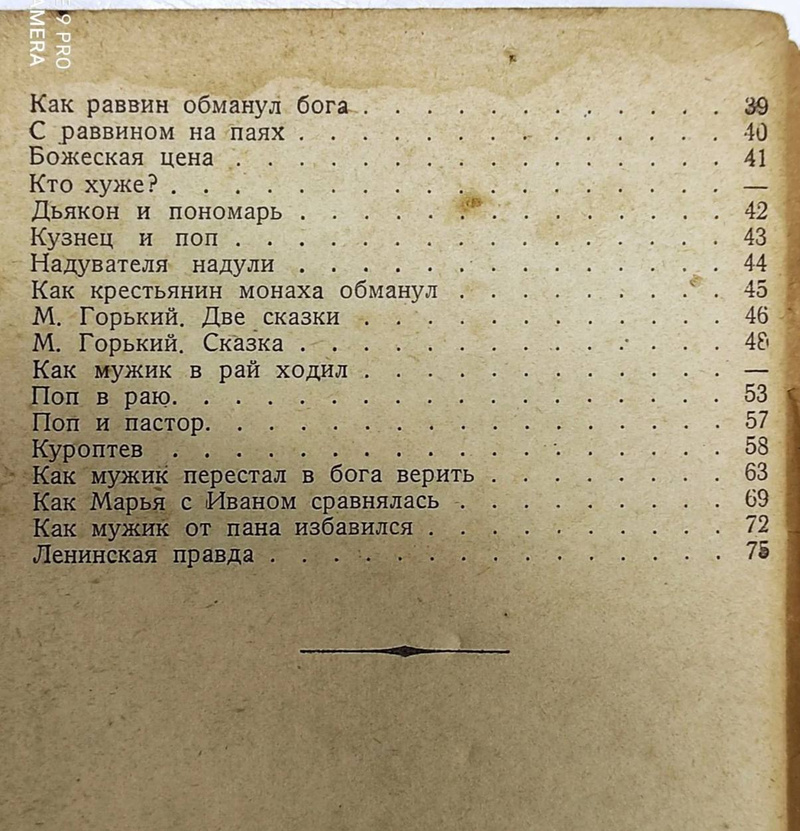 9 PRO
AMERA
Как раввин обманул бога . . . . . . . . . . . . 39
С раввином на паях . . . . . . . . . . . . . . 40
Божеская цена . . . . . . . . . . . . . . . . 41
Кто хуже? . . . . . . . . . . . . . . . . . . —
Дьякон и пономарь . . . . . . . . . . . . . . 42
Кузнец и поп . . . . . . . . . . . . . . . . 43
Надувателя надули . . . . . . . . . . . . . . 44
Как крестьянин монаха обманул . . . . . . . . . 45
М. Горький. Две сказки . . . . . . . . . . . . 46
М. Горький. Сказка . . . . . . . . . . . . . . 48
Как мужик в рай ходил . . . . . . . . . . . . —
Поп в раю. . . . . . . . . . . . . . . . . . 53
Поп и пастор. . . . . . . . . . . . . . . . . 57
Куроптев . . . . . . . . . . . . . . . . . . 58
Как мужик перестал в бога верить . . . . . . . . 63
Как Марья с Иваном сравнялась . . . . . . . . . 69
Как мужик от пана избавился . . . . . . . . . . 72
Ленинская правда . . . . . . . . . . . . . . . 75